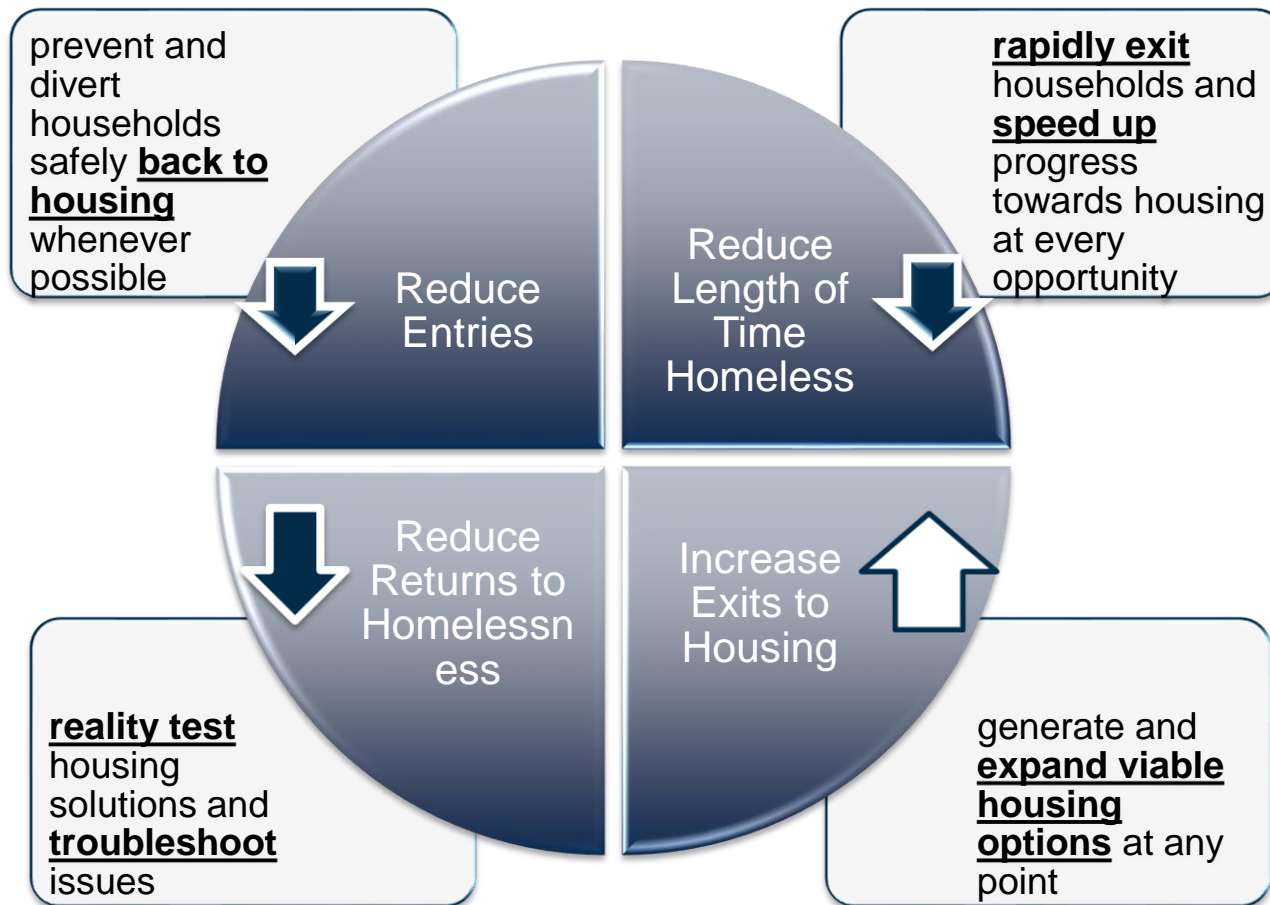 prevent and
divert
households
safely back to
housing
whenever
possible
Reduce
Entries
rapidly exit
households and
speed up
progress
towards housing
at every
opportunity
Reduce
Length of
Time
Homeless
reality test
housing
solutions and
troubleshoot
issues
Reduce
Returns to
Homelessn
ess
Increase
Exits to
Housing
generate and
expand viable
housing
options at any
point